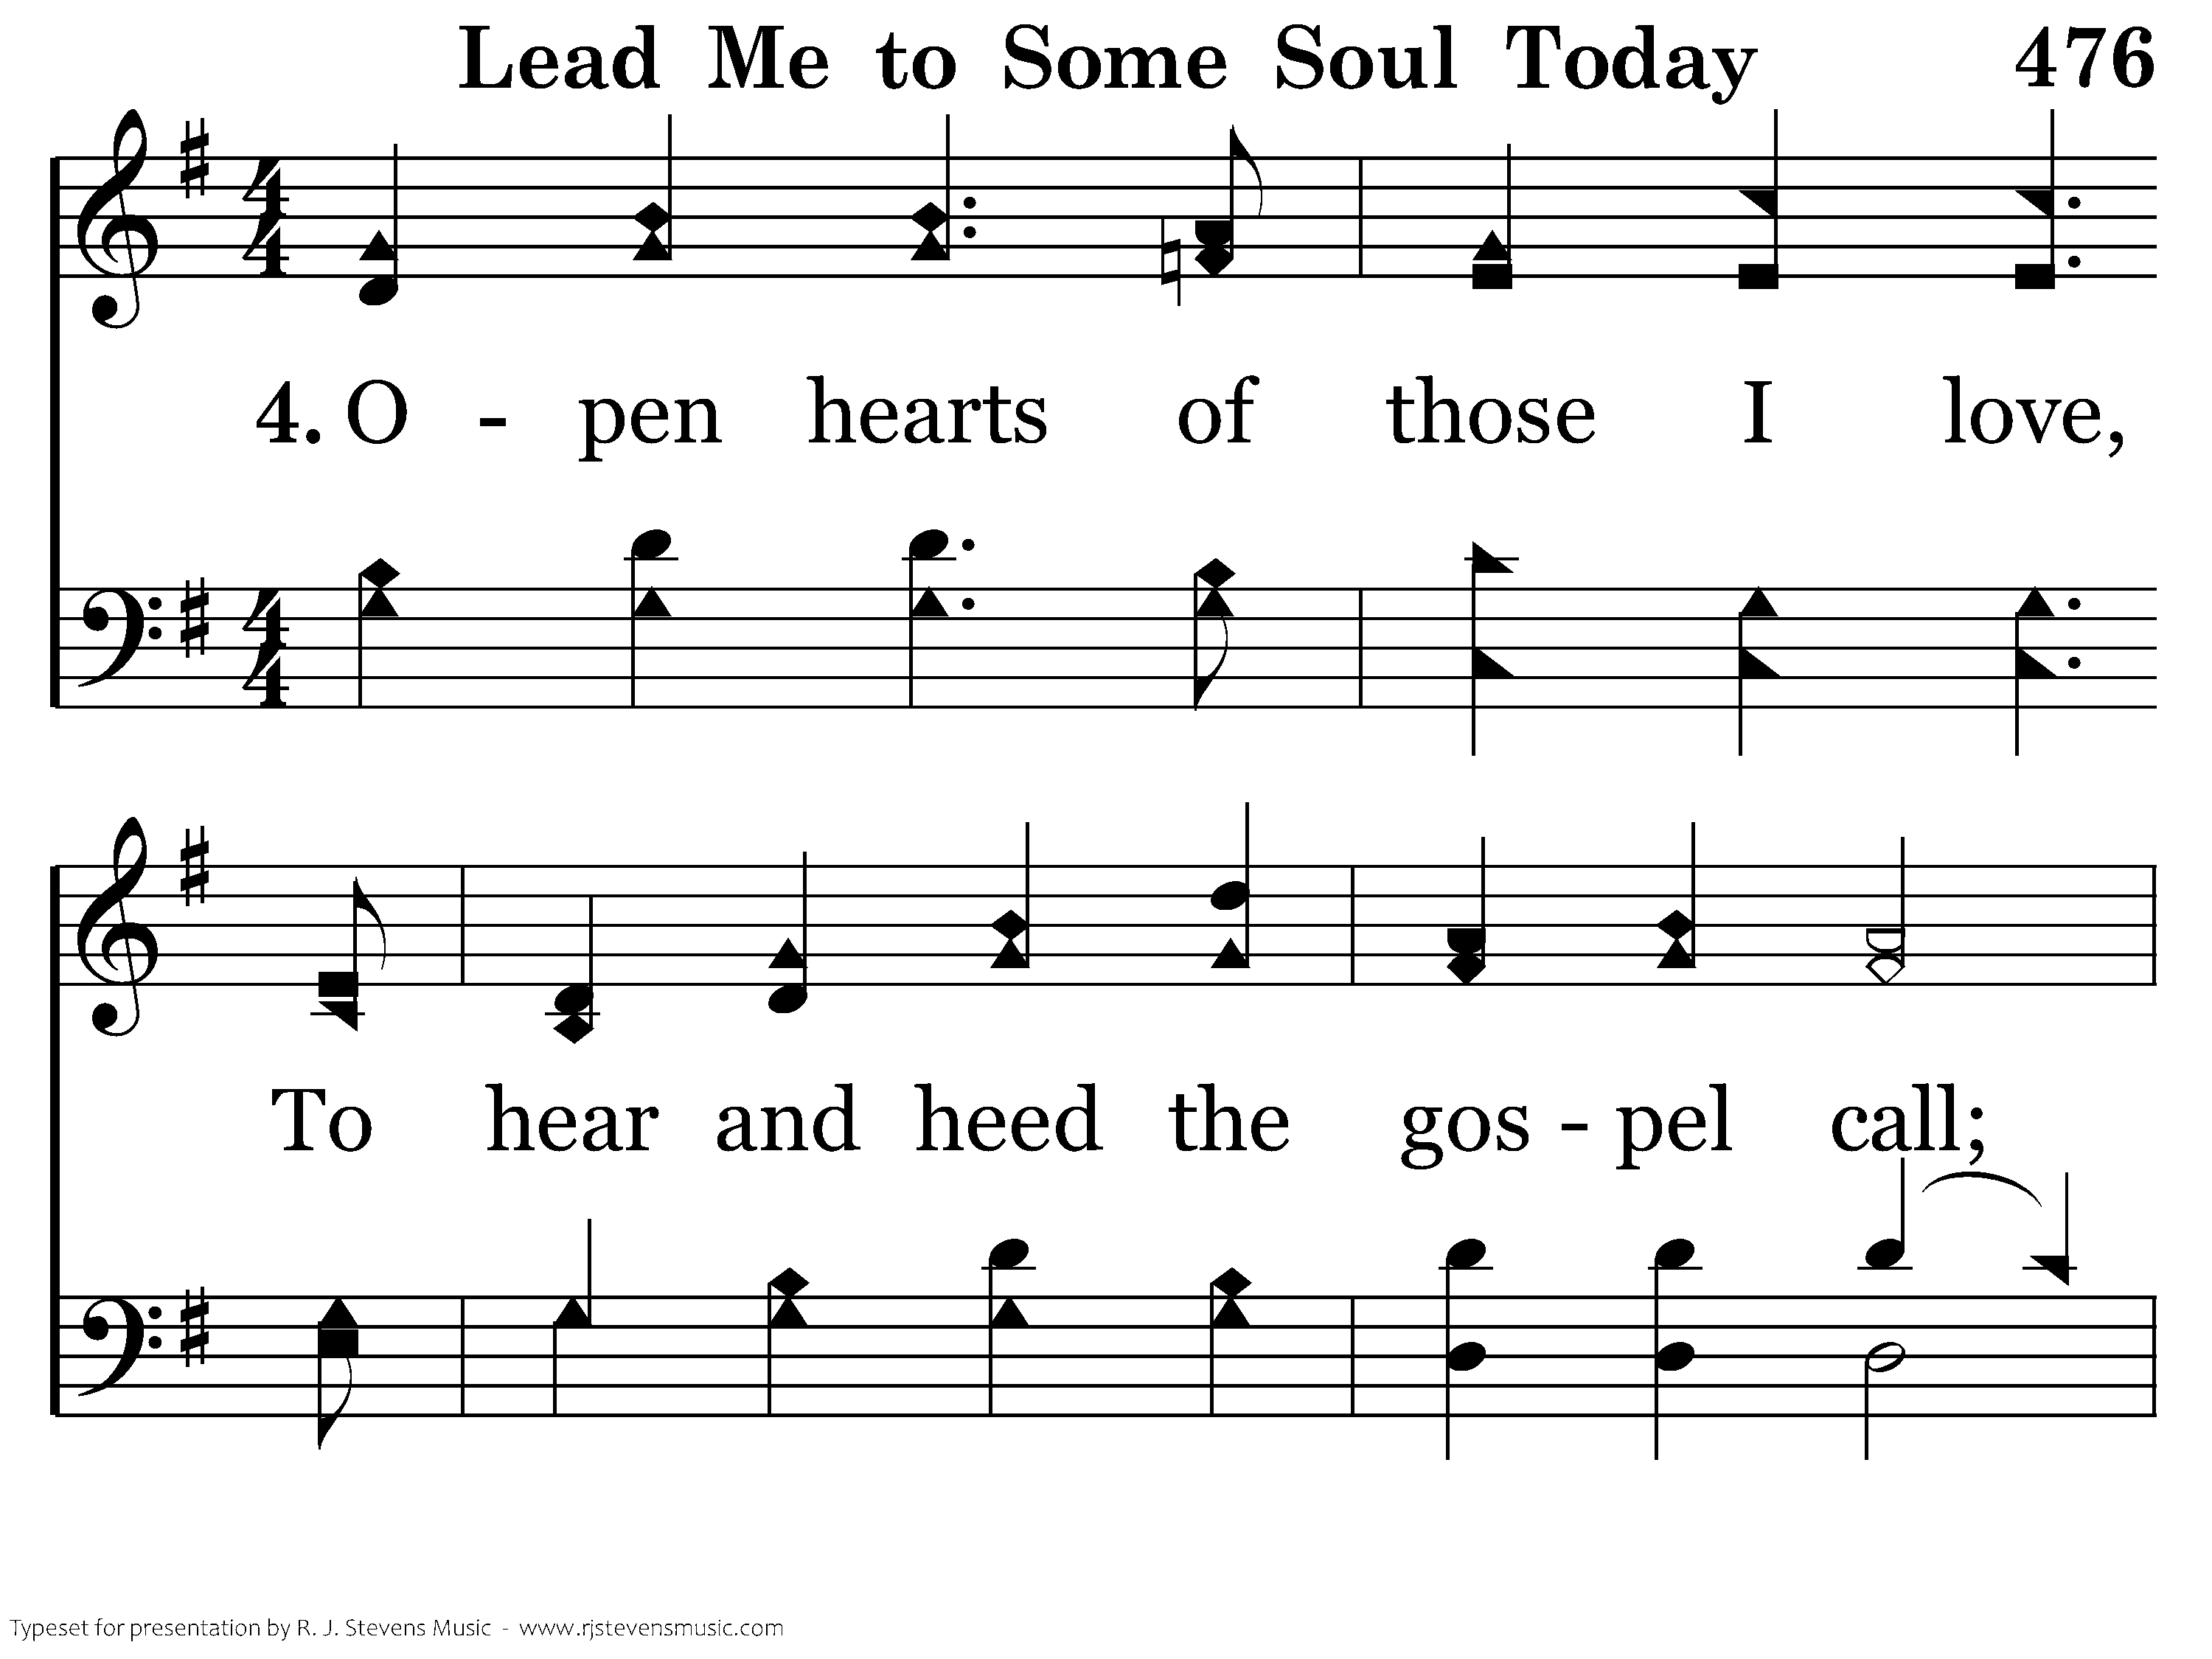 Lead Me to Some Soul Today 476
4. O - pen hearts of those I love,
To hear and heed the gos - pel call;
Typeset for presentation by R. J. Stevens Music - www.rjstevensmusic.com